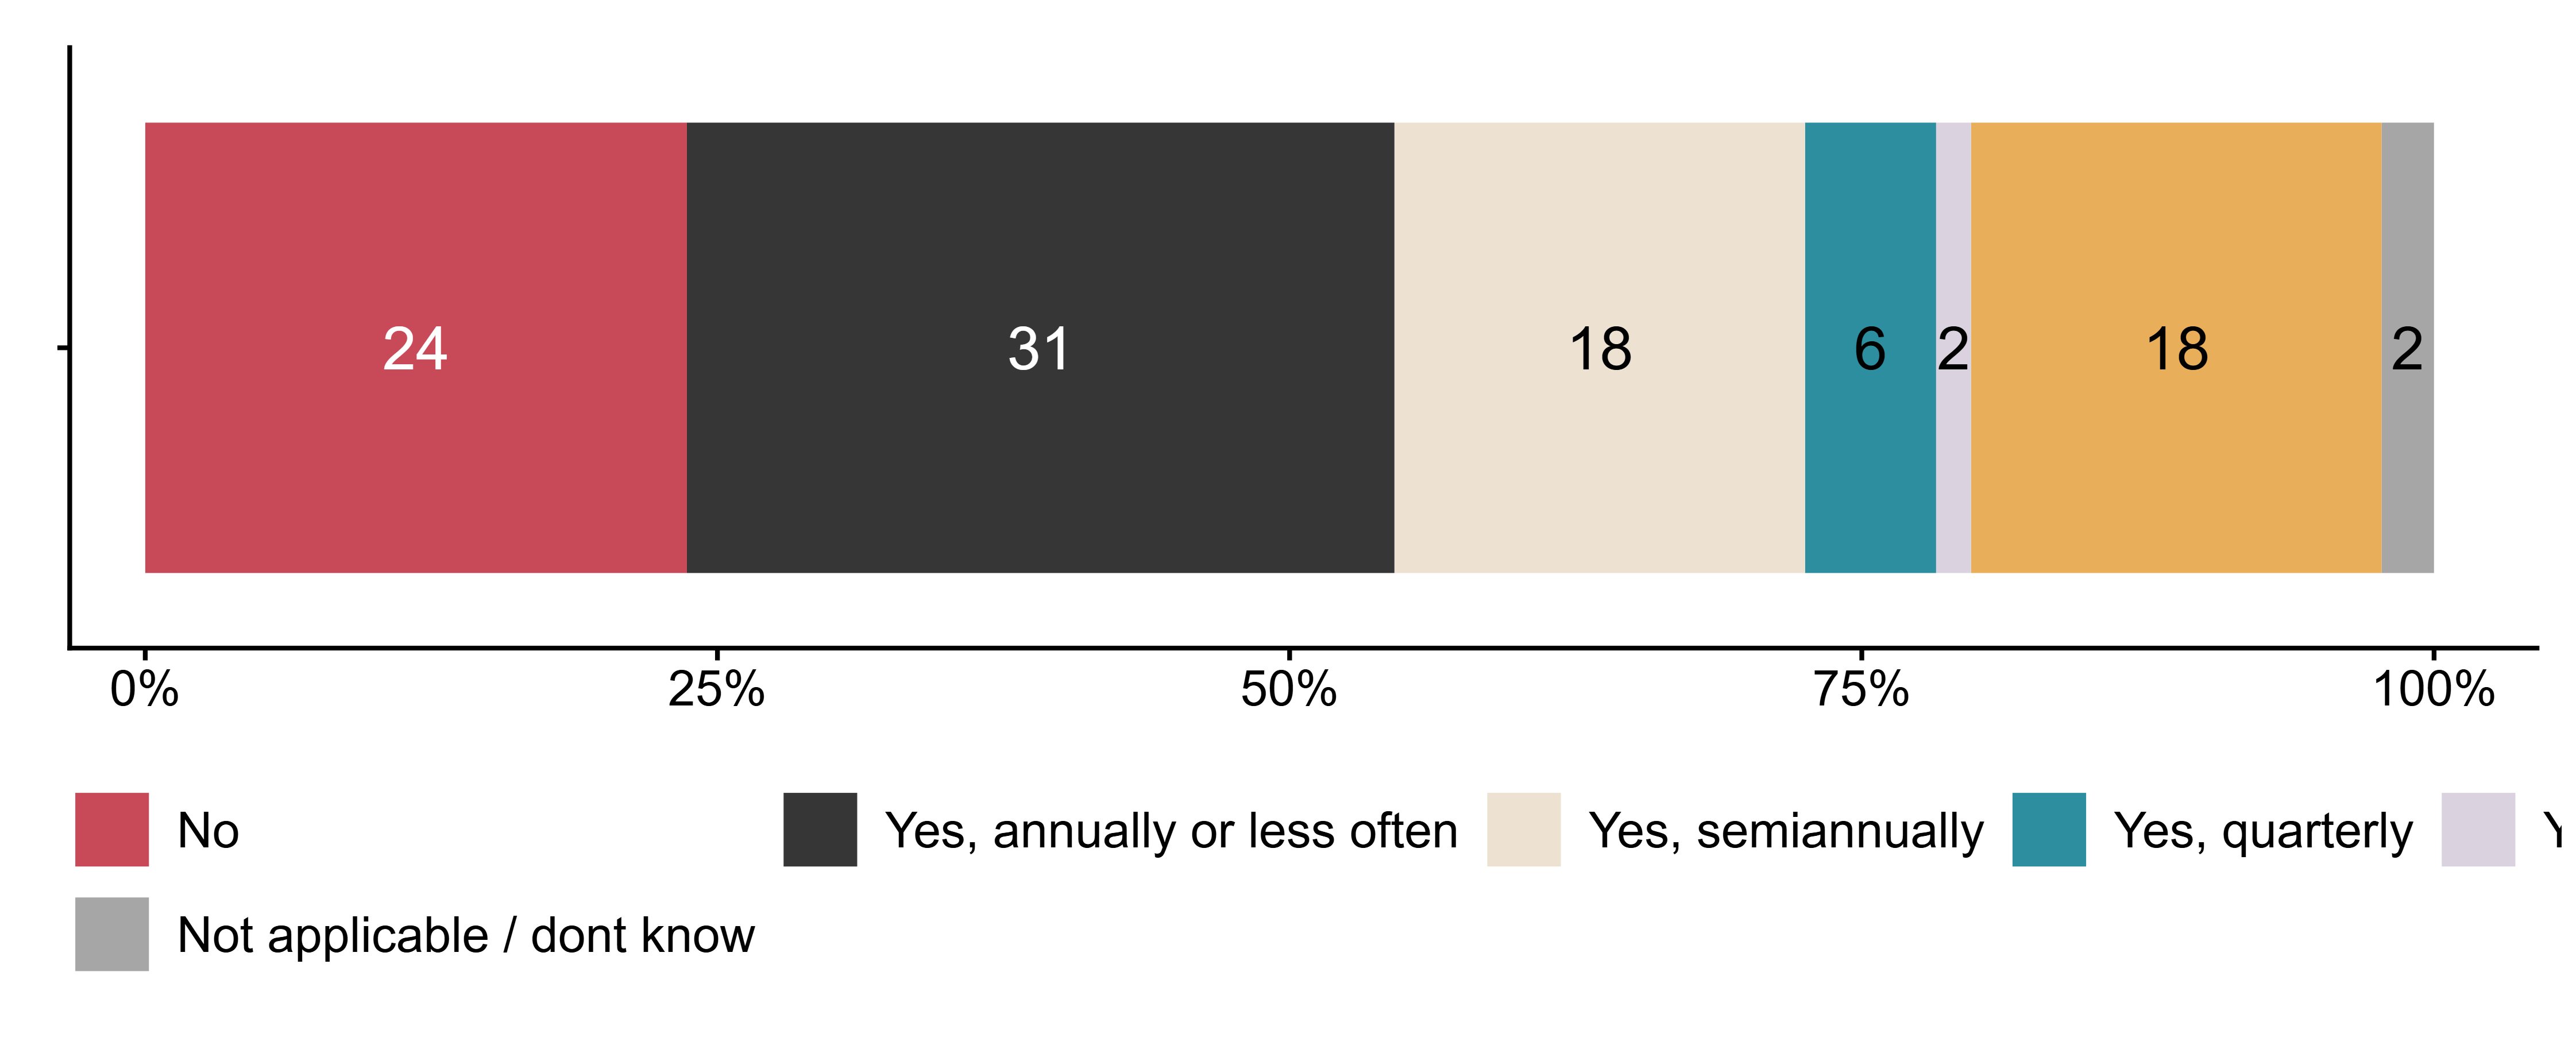 24 31 18 6 2 18 2
0% 25% 50% 75% 100%
No Yes, annually or less often Yes, semiannually Yes, quarterly Y
Not applicable / dont know